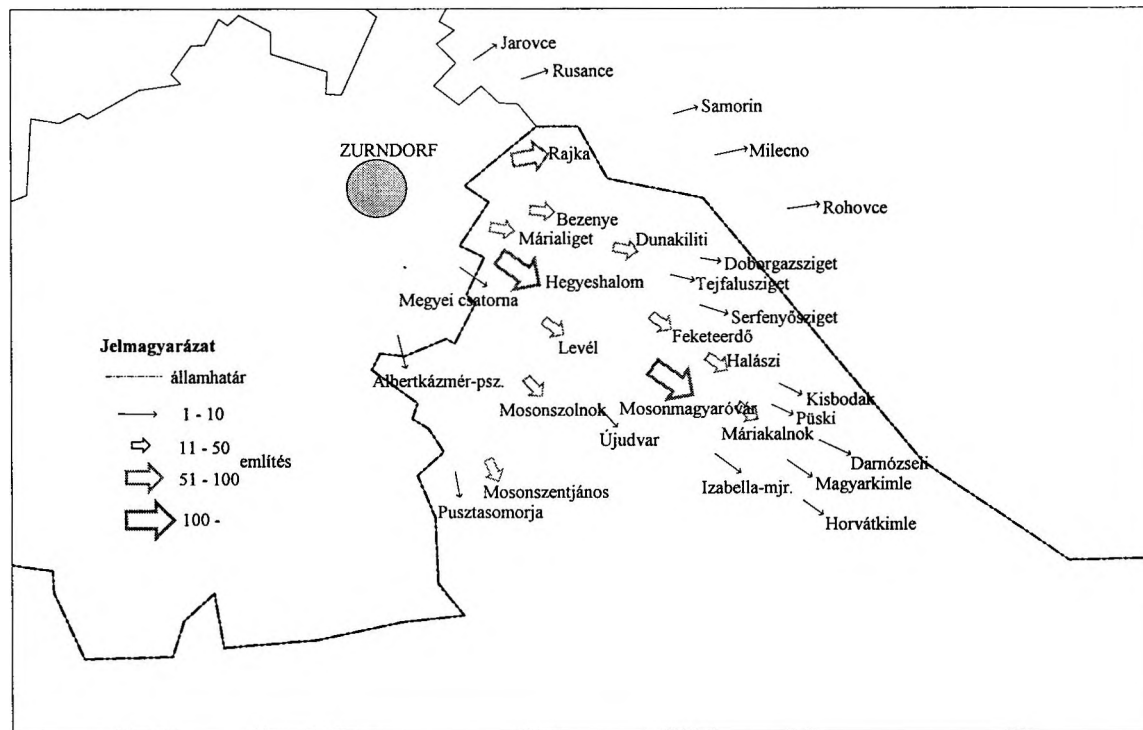 Jarovce
Rusance
Samorin
Milecno
ZURNDORF
Rajka
Rohovce
Bezenye
Márialiget
Dunakiliti
Doborgazsziget
Tejfalusziget
Hegyeshalom
Megyei csatorna
Serfenyősziget
Feketeerdő
Levél
Halászi
Jelmagyarázat
államhatár
1 - 10
11 - 50
említés
51 - 100
100 -
Albertkázmér-psz.
Kisbodak
Mosonszolnok
Mosonmagyaróvár
Püski
Újudvar
Máriakalnok
Darnózseli
Izabella-mjr.
Magyarkimle
Mosonszentjános
Pusztasomorja
Horvátkimle